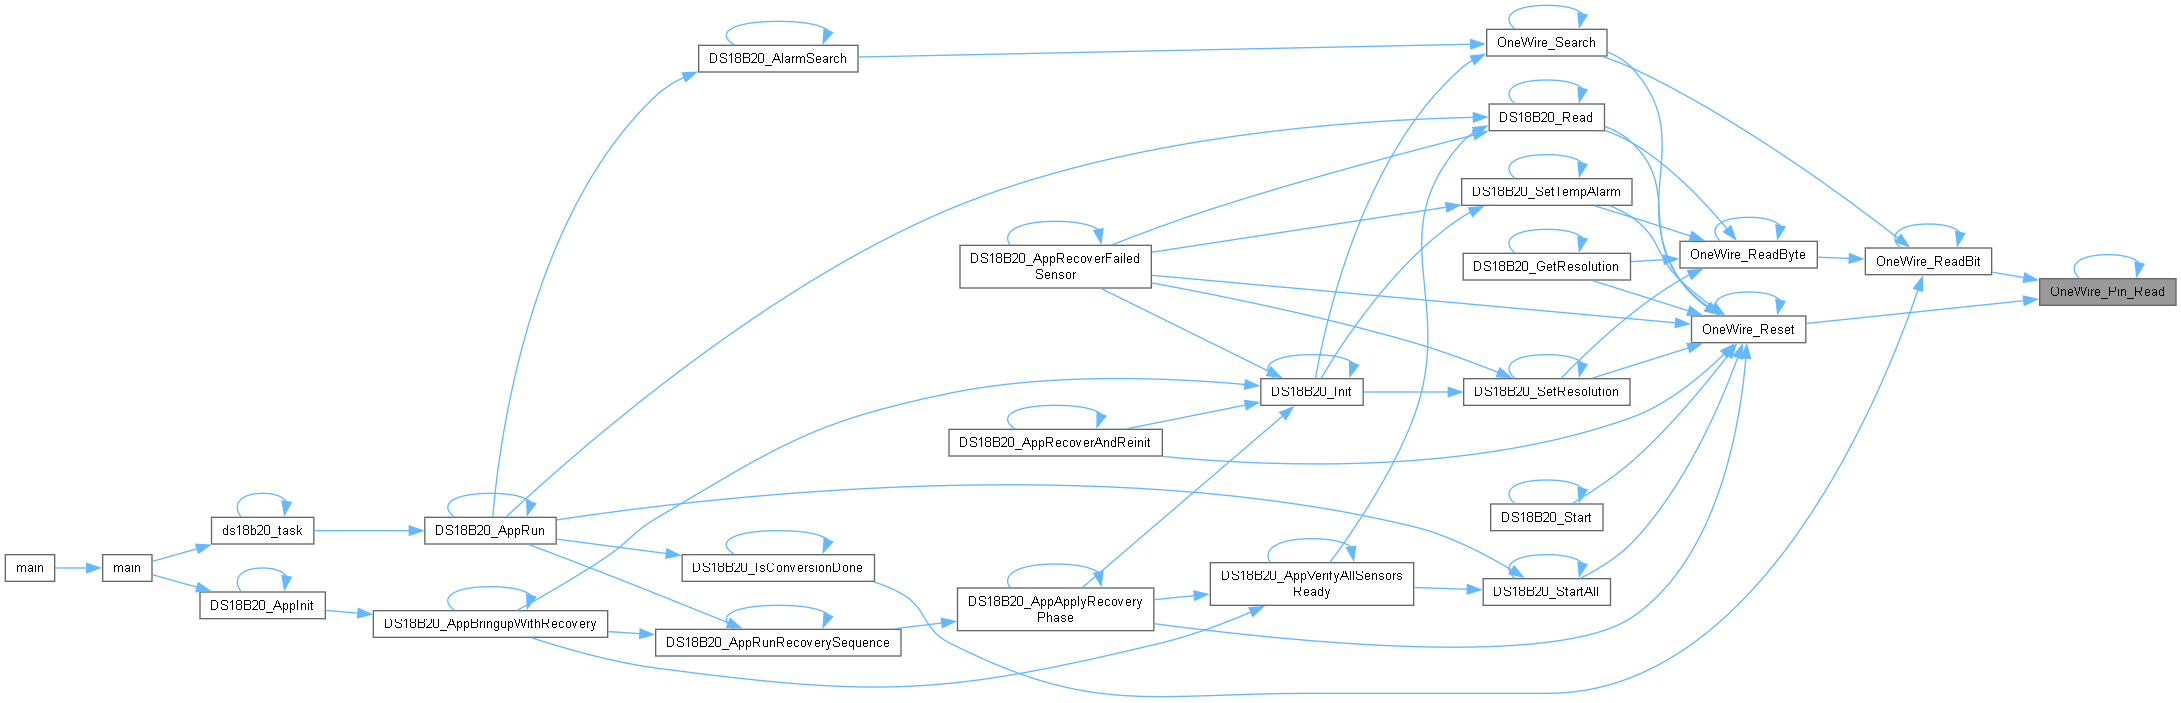 OneWire_Search
DS18B20_AlarmSearch
DS18B20_Read
DS18B20_SetTempAlarm
DS18B20_AppRecoverFailed
Sensor
DS18B20_GetResolution
OneWire_ReadByte
OneWire_ReadBit
OneWire_Pin_Read
OneWire_Reset
DS18B20_Init
DS18B20_SetResolution
DS18B20_AppRecoverAndReinit
DS18B20_Start
ds18b20_task
DS18B20_AppRun
main
main
DS18B20_IsConversionDone
DS18B20_AppVerifyAllSensors
Ready
DS18B20_StartAll
DS18B20_AppInit
DS18B20_AppApplyRecovery
Phase
DS18B20_AppBringupWithRecovery
DS18B20_AppRunRecoverySequence